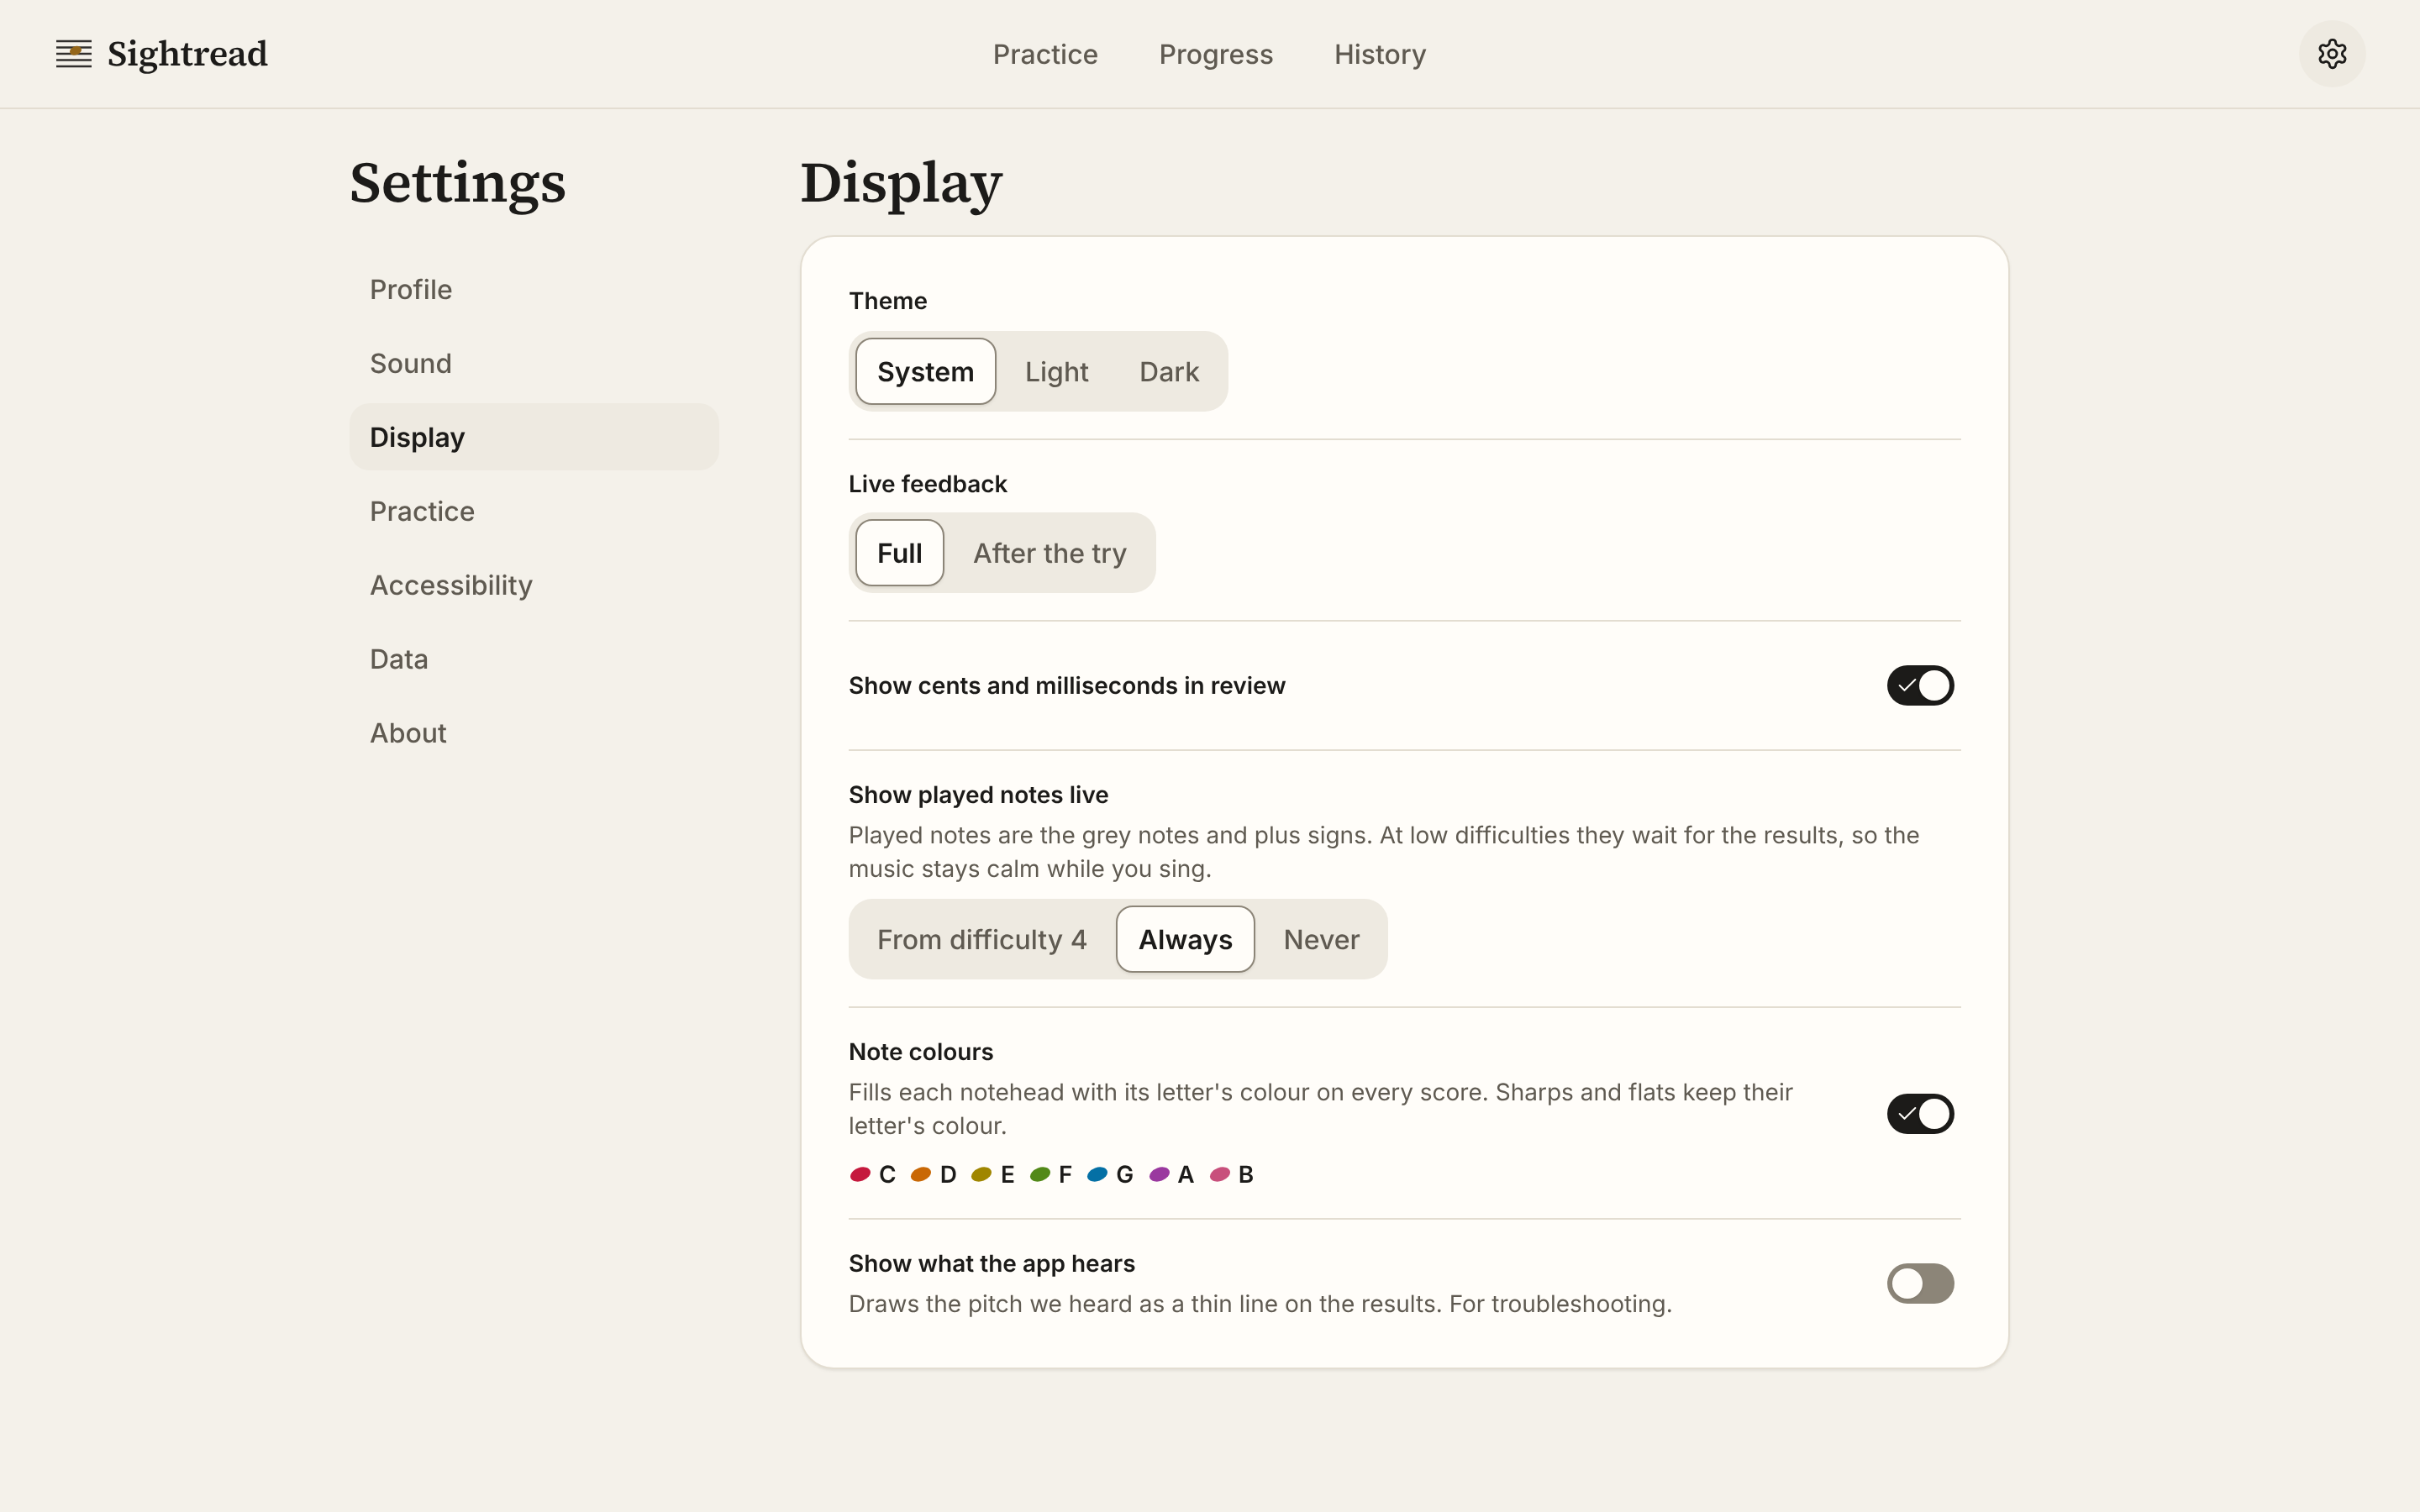 Sightread
Practice
Progress
History
Settings
Profile
Sound
Display
Practice
Accessibility
Data
About
Display
Theme
System
Light
Dark
Live feedback
Full
After the try
Show cents and milliseconds in review
Show played notes live
Played notes are the grey notes and plus signs. At low difficulties they wait for the results, so the
music stays calm while you sing.
From difficulty 4
Always
Never
Note colours
Fills each notehead with its letter's colour on every score. Sharps and flats keep their
letter's colour.
C D E F G A B
Show what the app hears
Draws the pitch we heard as a thin line on the results. For troubleshooting.